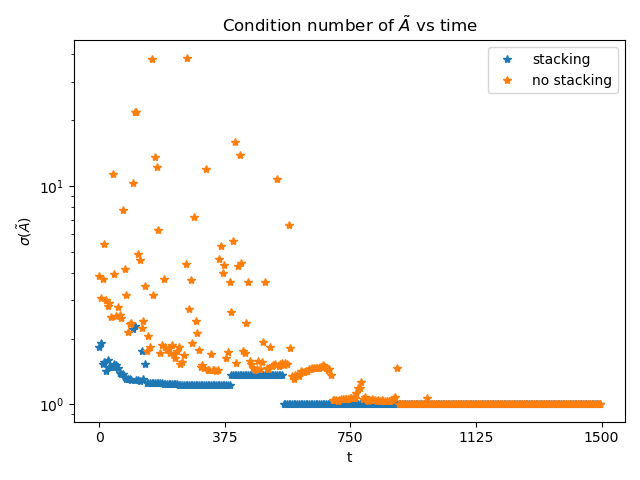 Condition number of Ã vs time
stacking
no stacking
10¹
10⁰
σ(Ã)
0 375 750 1125 1500
t